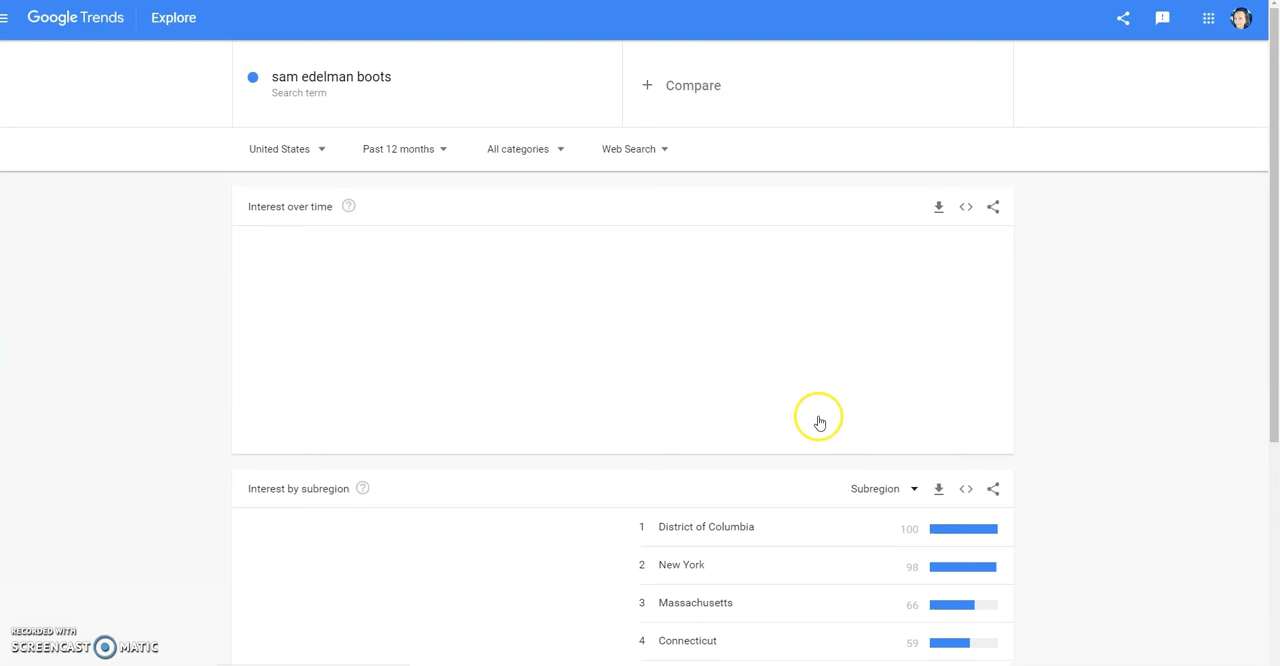 Google Trends Explore
sam edelman boots
Search term
+ Compare
United States Past 12 months All categories Web Search
Interest over time ?
Interest by subregion ? Subregion
1 District of Columbia 100
2 New York 98
3 Massachusetts 66
4 Connecticut 59
RECORDED WITH
SCREENCAST MATIC